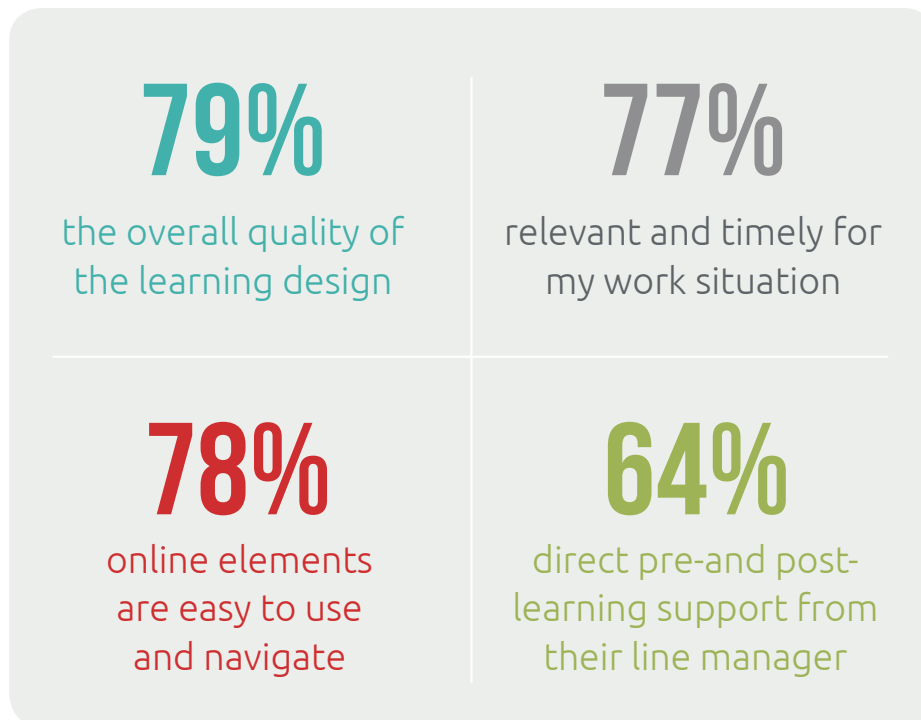 79%
the overall quality of
the learning design
77%
relevant and timely for
my work situation
78%
online elements
are easy to use
and navigate
64%
direct pre-and post-
learning support from
their line manager